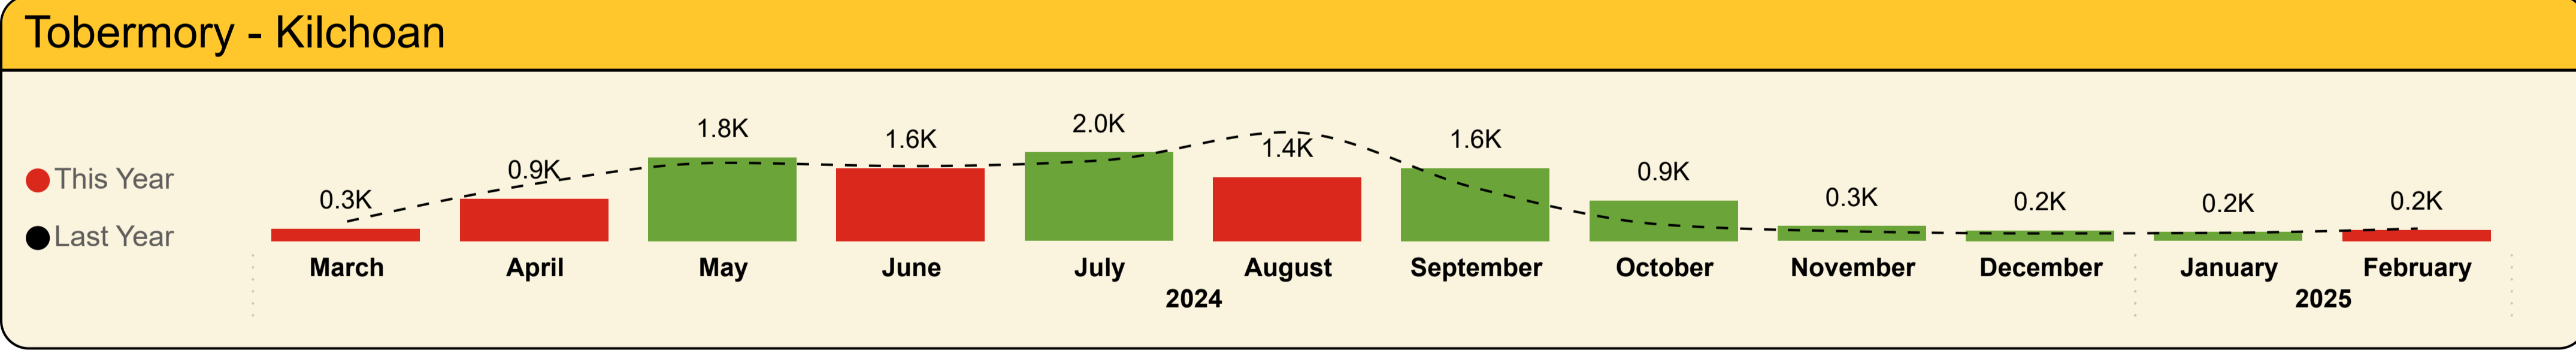 Tobermory - Kilchoan
This Year
Last Year
0.3K
0.9K
1.8K
1.6K
2.0K
1.4K
1.6K
0.9K
0.3K
0.2K
0.2K
0.2K
March April May June July August September October November December January February
2024 2025